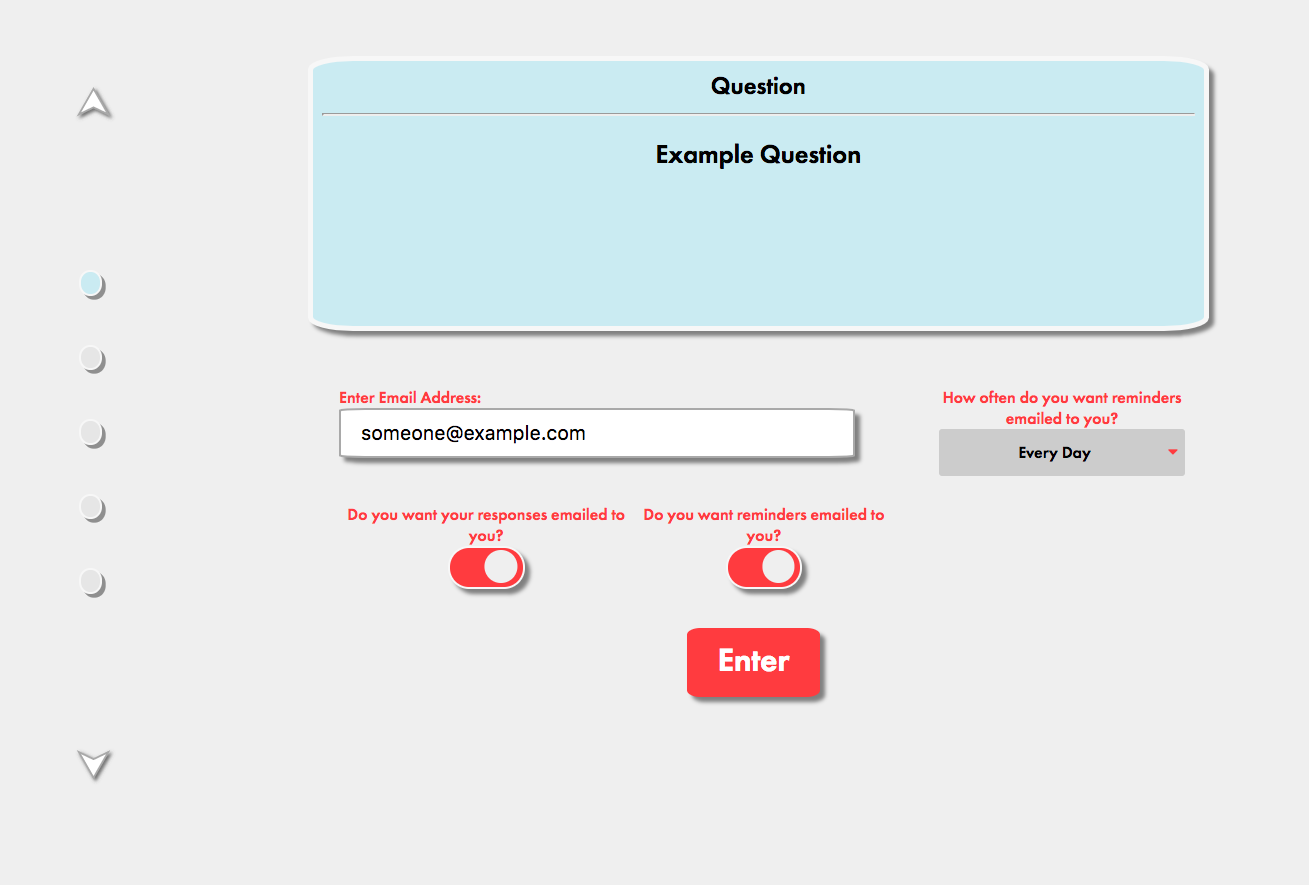 Question
Example Question
Enter Email Address:
someone@example.com
How often do you want reminders
emailed to you?
Every Day
Do you want your responses emailed to
you?
Do you want reminders emailed to
you?
Enter